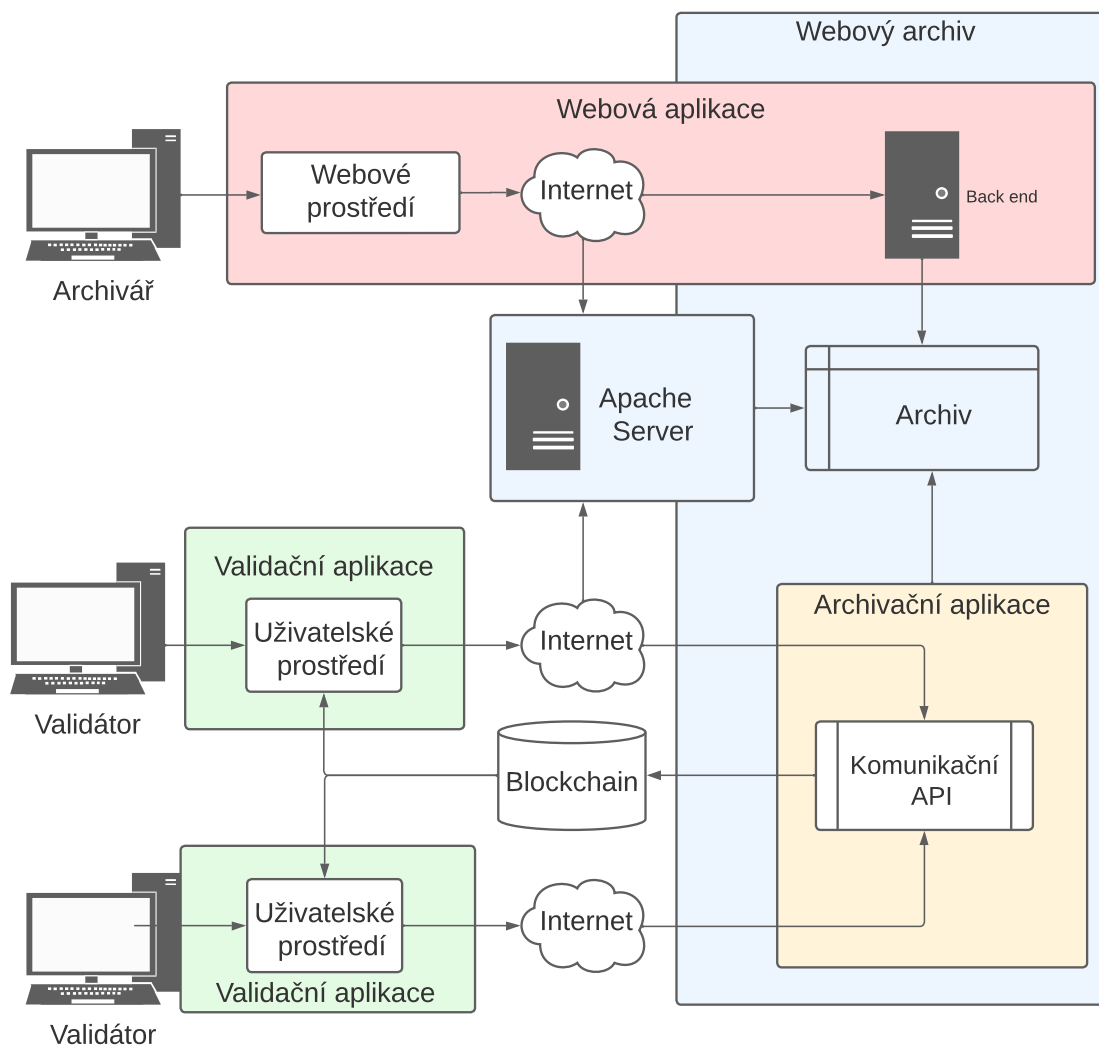 Webový archiv
Webová aplikace
Webové
prostředí
Internet
Back end
Archivář
Apache
Server
Archiv
Validační aplikace
Uživatelské
prostředí
Internet
Archivační aplikace
Validátor
Blockchain
Komunikační
API
Uživatelské
prostředí
Internet
Validační aplikace
Validátor